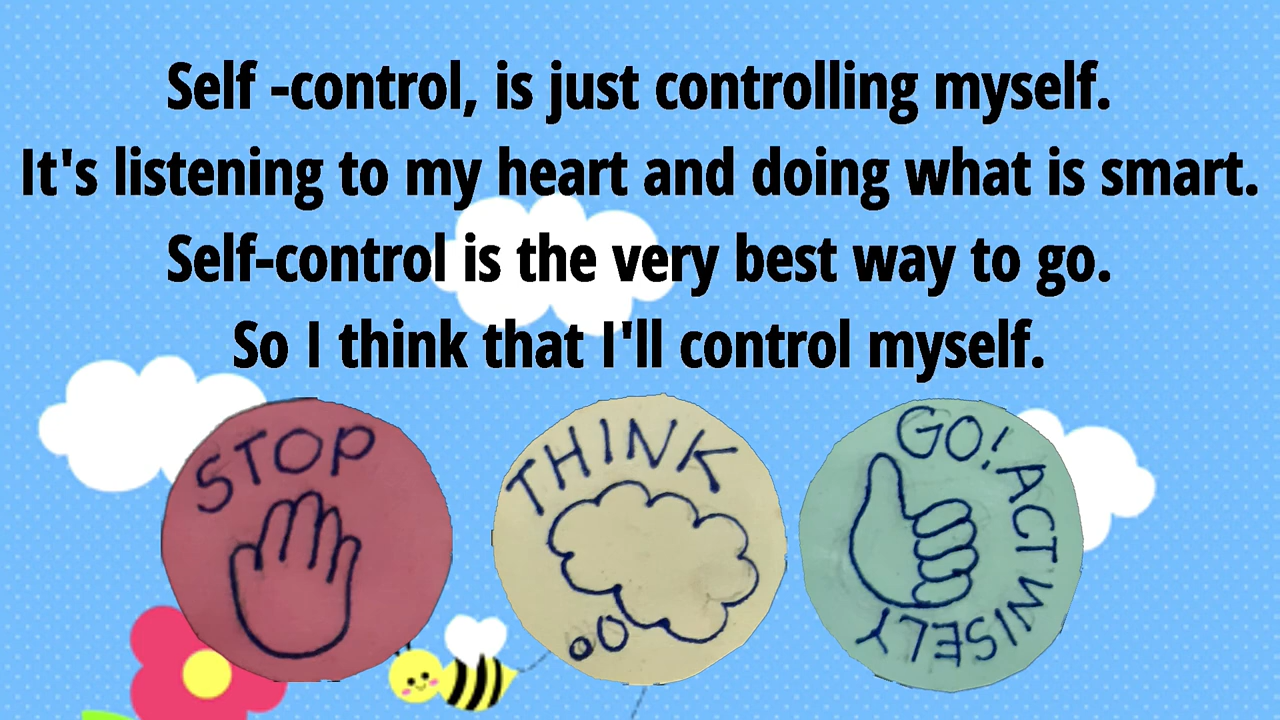 Self -control, is just controlling myself.
It's listening to my heart and doing what is smart.
Self-control is the very best way to go.
So I think that I'll control myself.
STOP
THINK
GO! ACT WISELY